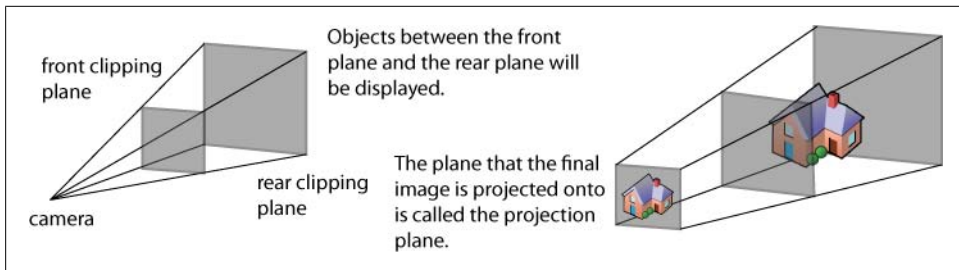 front clipping
plane
Objects between the front
plane and the rear plane will
be displayed.
camera
rear clipping
plane
The plane that the final
image is projected onto
is called the projection
plane.